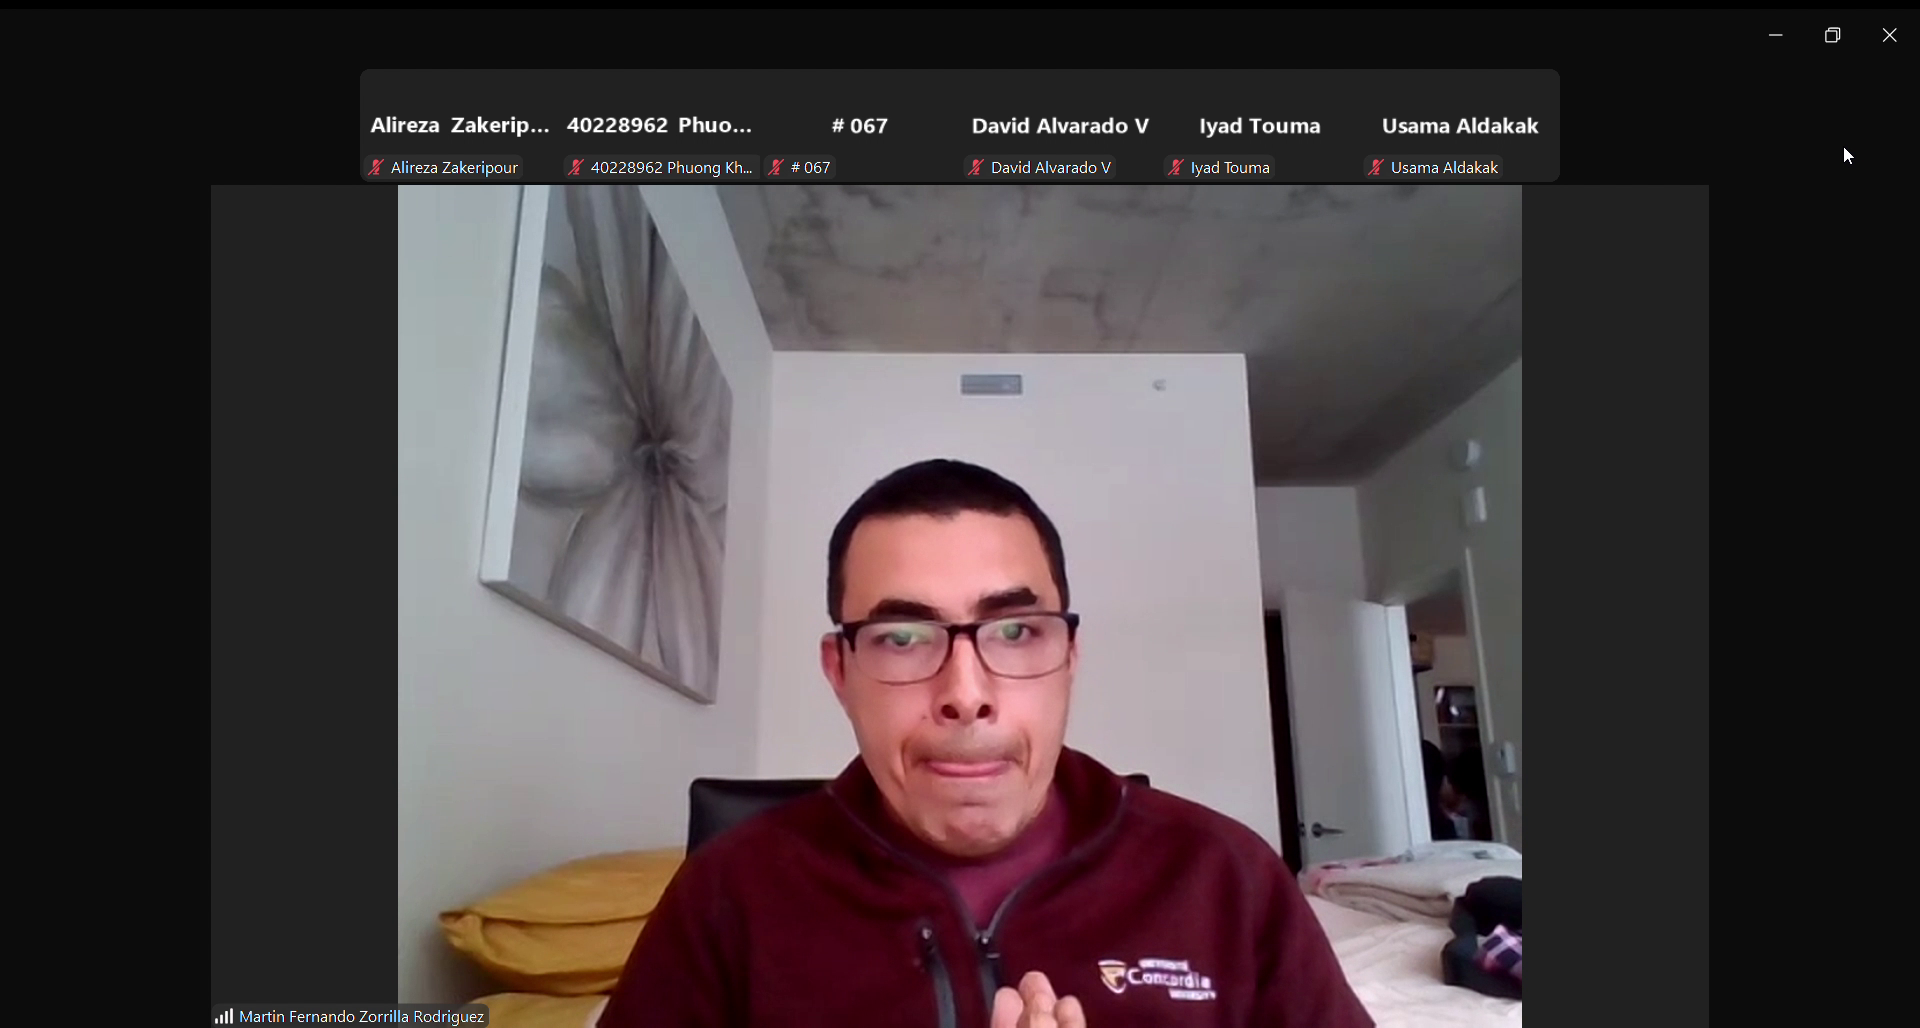 Alireza Zakerip...
40228962 Phuo...
# 067
David Alvarado V
Iyad Touma
Usama Aldakak
Alireza Zakeripour
40228962 Phuong Kh...
# 067
David Alvarado V
Iyad Touma
Usama Aldakak
Concordia
UNIVERSITY
Martin Fernando Zorrilla Rodriguez